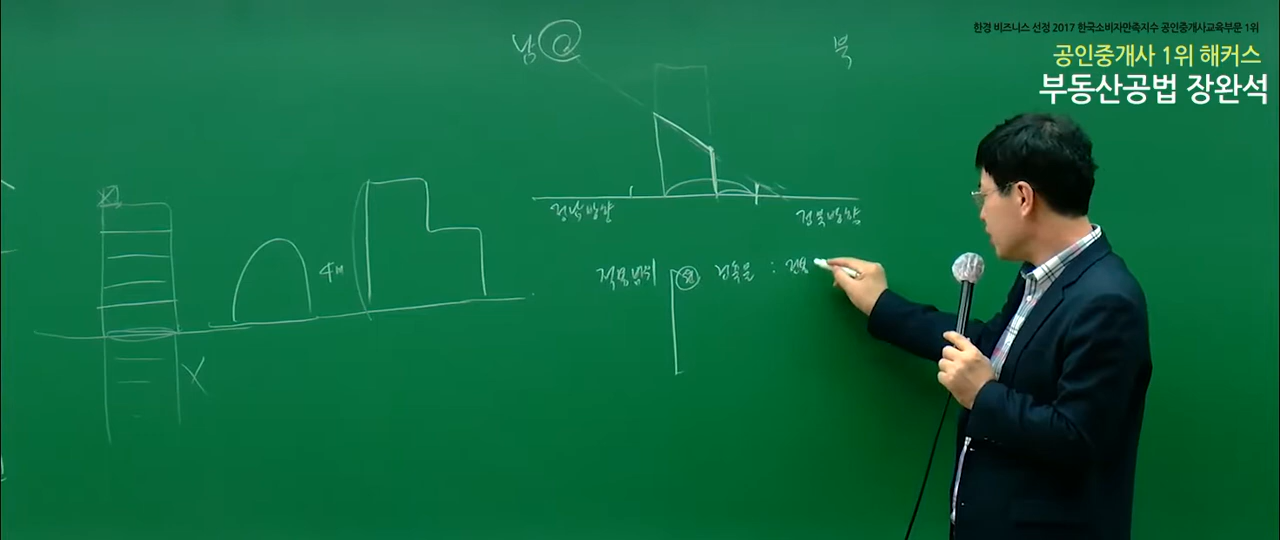 한경 비즈니스 선정 2017 한국소비자만족지수 공인중개사교육부문 1위
공인중개사 1위 해커스
부동산공법 장완석
남
북
정남방향
정북방향
4m
적용범위
건축물 :
X